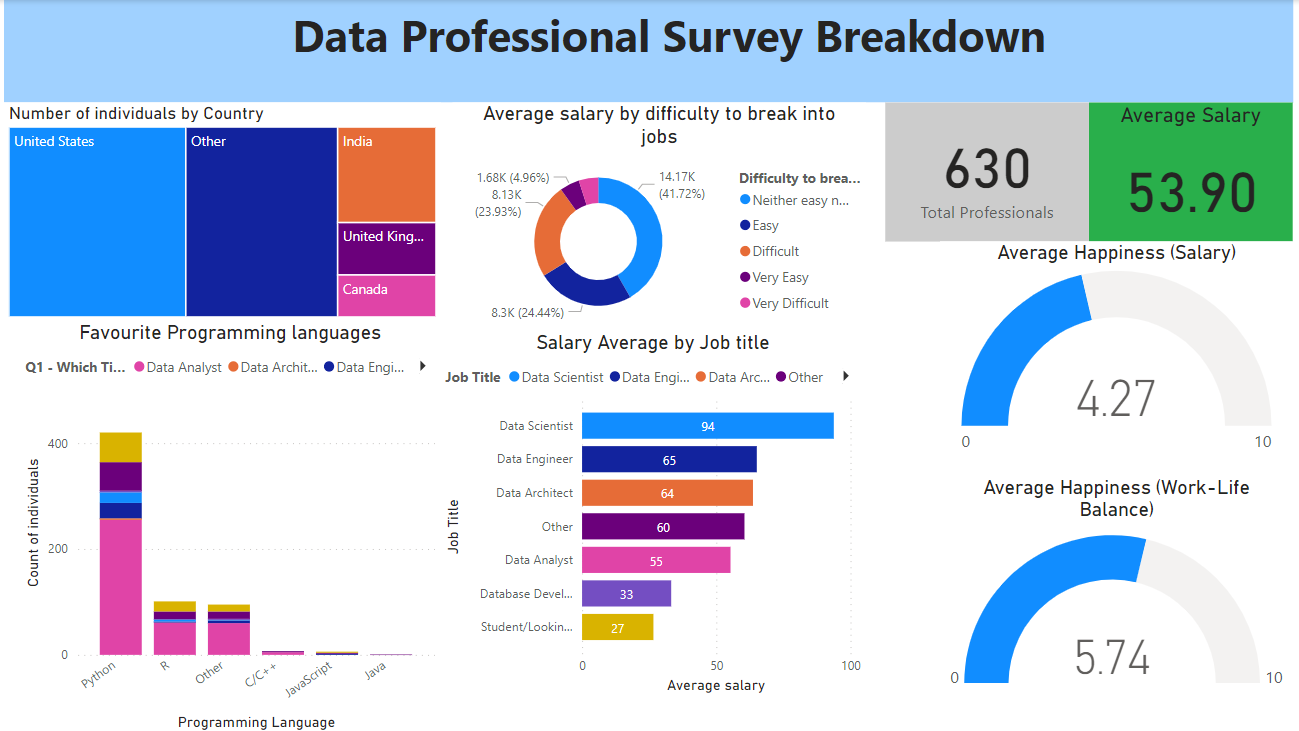 Data Professional Survey Breakdown
Number of individuals by Country
United States
Other
India
United King...
Canada
Average salary by difficulty to break into
jobs
1.68K (4.96%)
8.13K
(23.93%)
14.17K
(41.72%)
8.3K (24.44%)
Difficulty to brea...
Neither easy n...
Easy
Difficult
Very Easy
Very Difficult
630
Total Professionals
Average Salary
53.90
Average Happiness (Salary)
4.27
0
10
Favourite Programming languages
Q1 - Which Ti...
Data Analyst
Data Archit...
Data Engi...
Count of individuals
400
200
0
Python
R
Other
C/C++
JavaScript
Java
Programming Language
Salary Average by Job title
Job Title
Data Scientist
Data Engi...
Data Arc...
Other
Job Title
Data Scientist
94
Data Engineer
65
Data Architect
64
Other
60
Data Analyst
55
Database Devel...
33
Student/Lookin...
27
0
50
100
Average salary
Average Happiness (Work-Life
Balance)
5.74
0
10